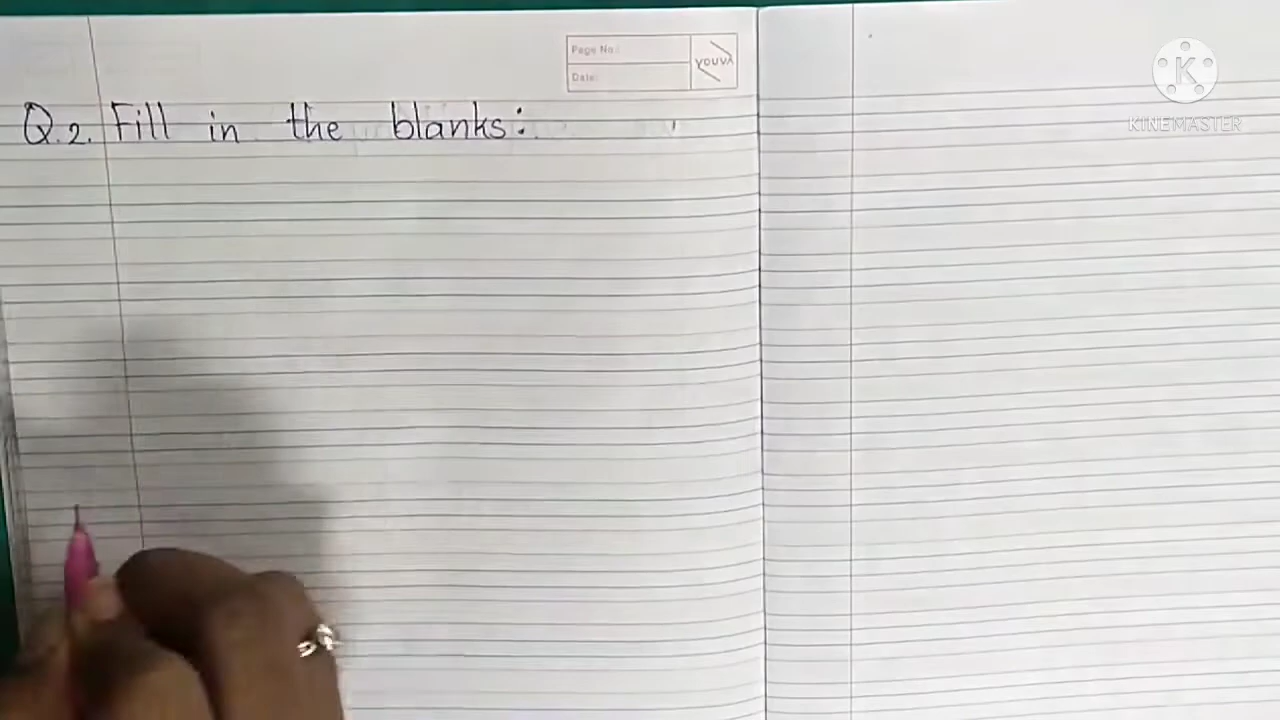 Page No.:
Date:
YOUVA
K
KINEMASTER
Q.2. Fill in the blanks: